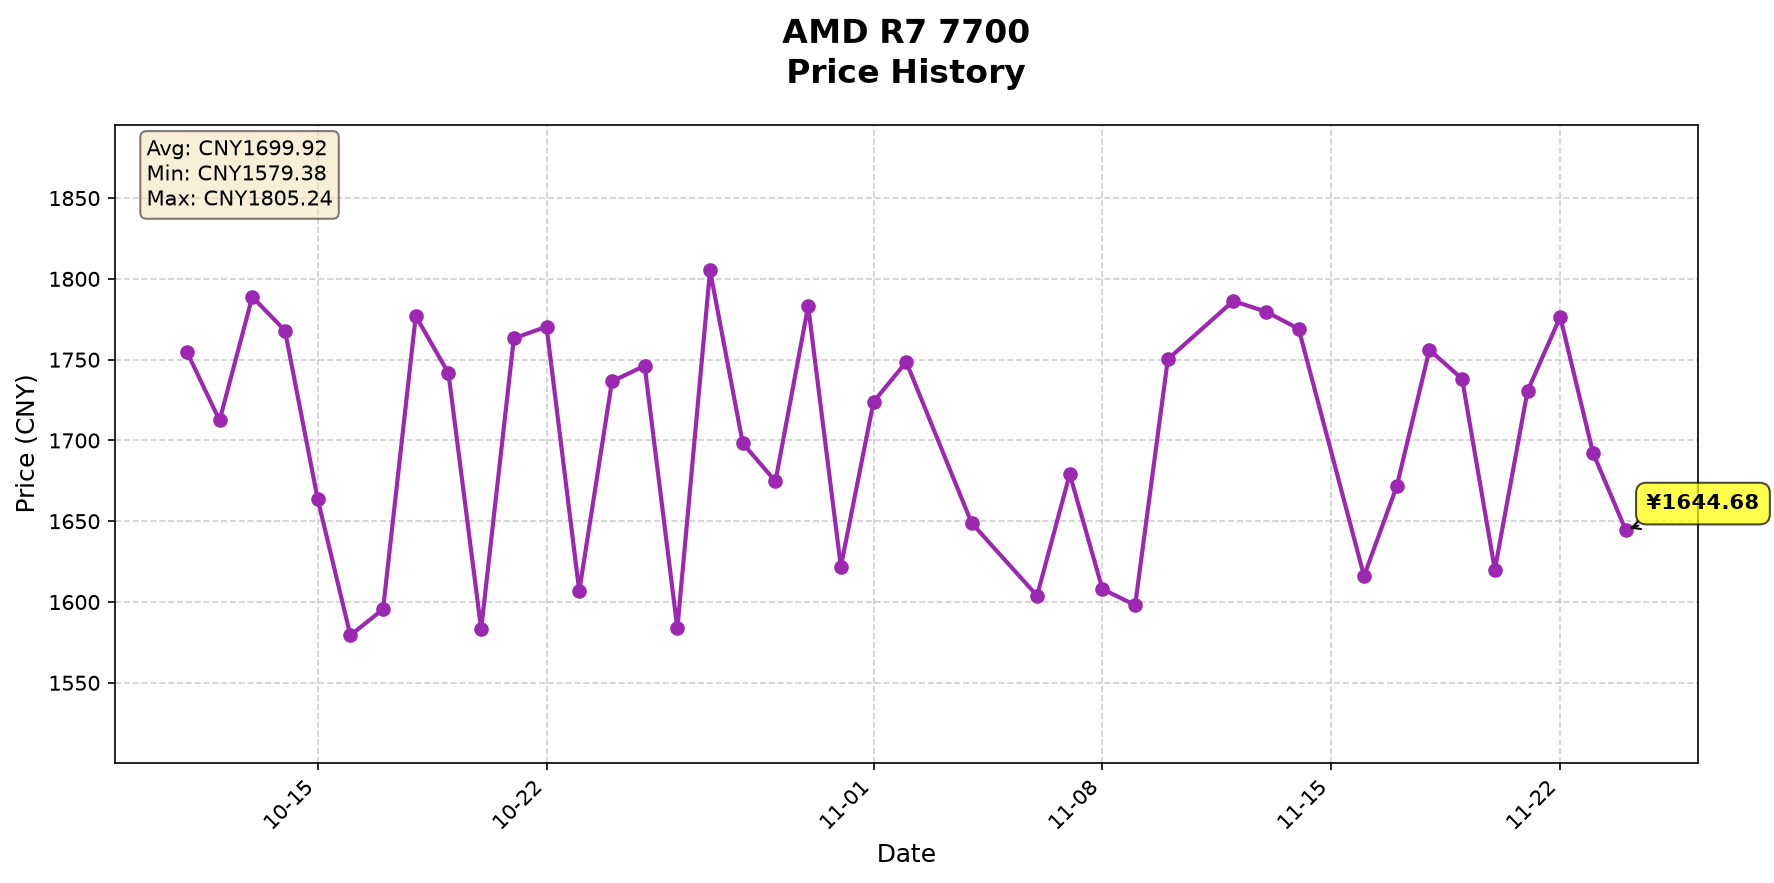 AMD R7 7700
Price History
Avg: CNY1699.92
Min: CNY1579.38
Max: CNY1805.24
Price (CNY)
1850
1800
1750
1700
1650
1600
1550
¥1644.68
10-15
10-22
11-01
11-08
11-15
11-22
Date